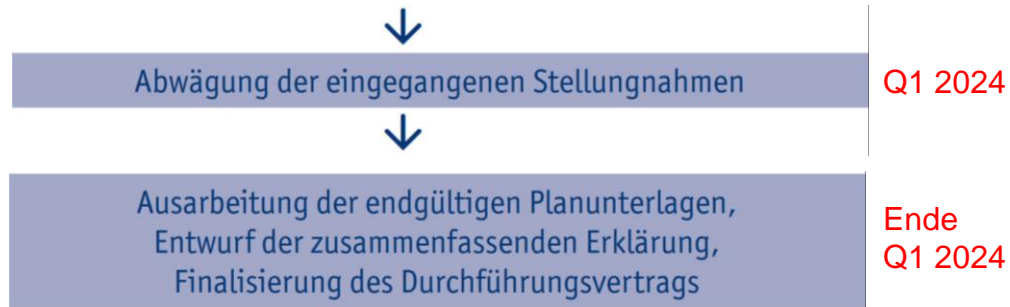 Abwägung der eingegangenen Stellungnahmen
Q1 2024
Ausarbeitung der endgültigen Planunterlagen,
Entwurf der zusammenfassenden Erklärung,
Finalisierung des Durchführungsvertrags
Ende
Q1 2024